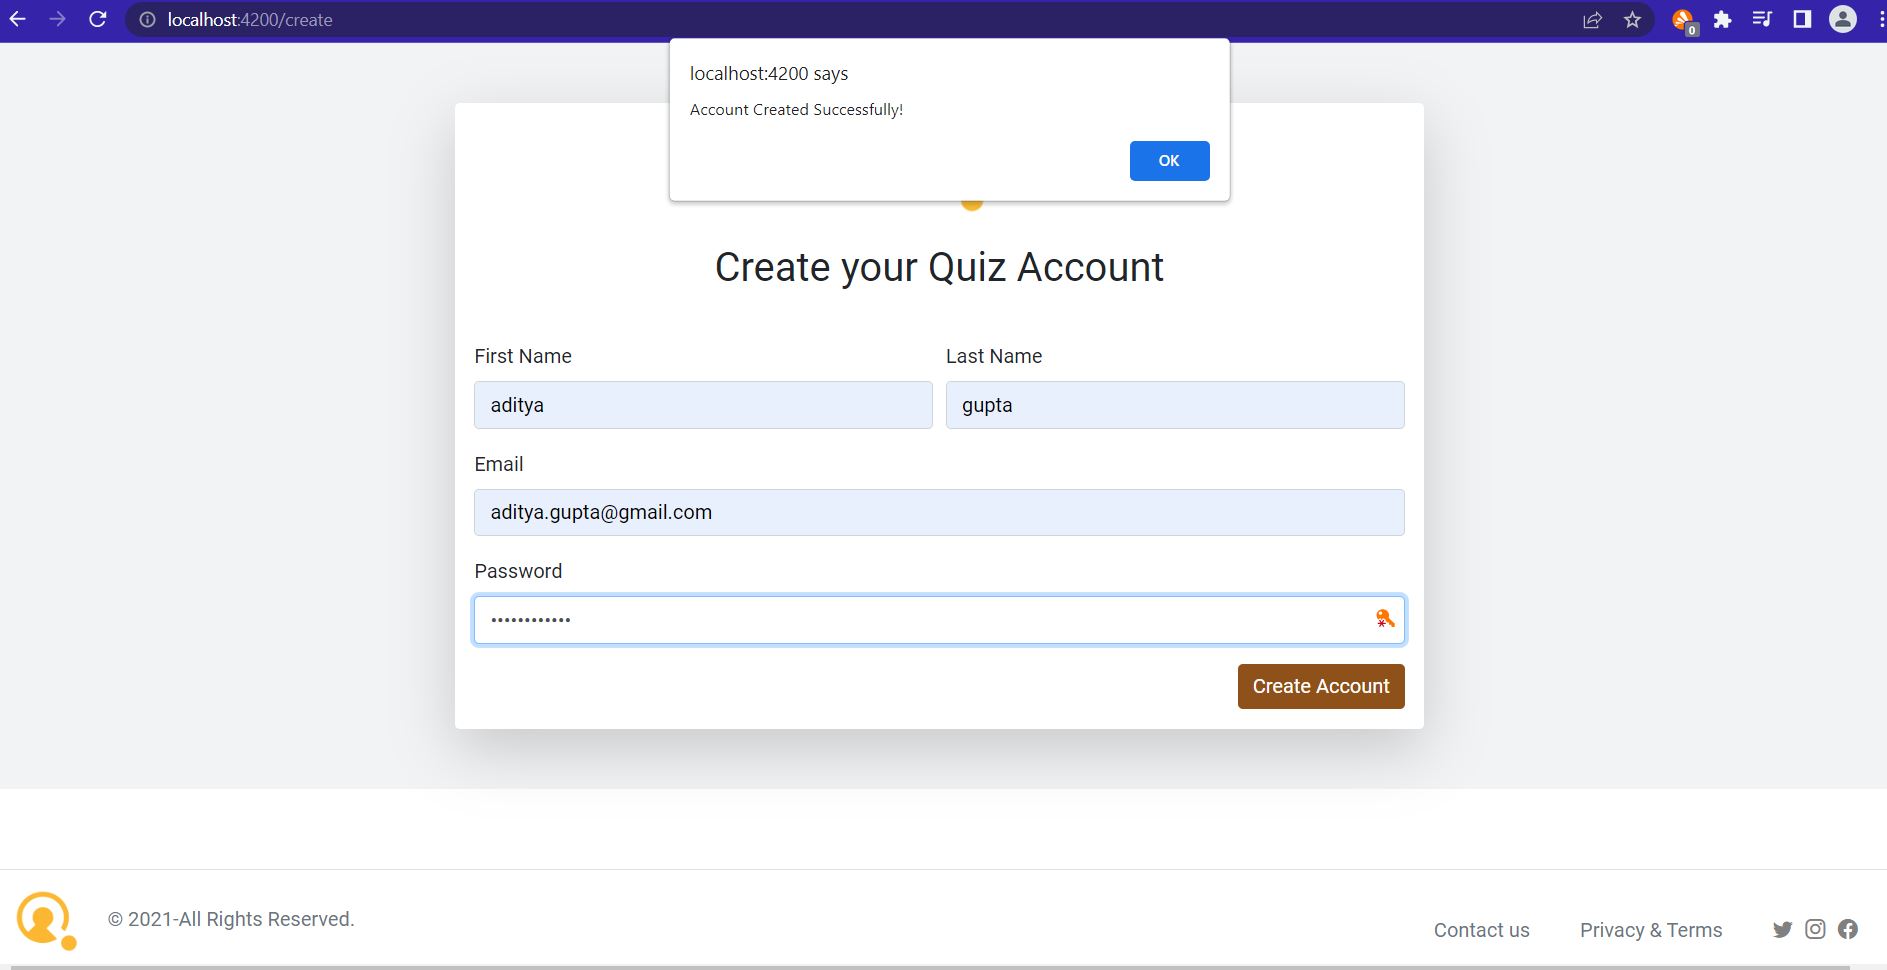 localhost:4200/create
0
localhost:4200 says
Account Created Successfully!
OK
Create your Quiz Account
First Name
Last Name
aditya
gupta
Email
aditya.gupta@gmail.com
Password
••••••••••••
Create Account
© 2021-All Rights Reserved.
Contact us
Privacy & Terms